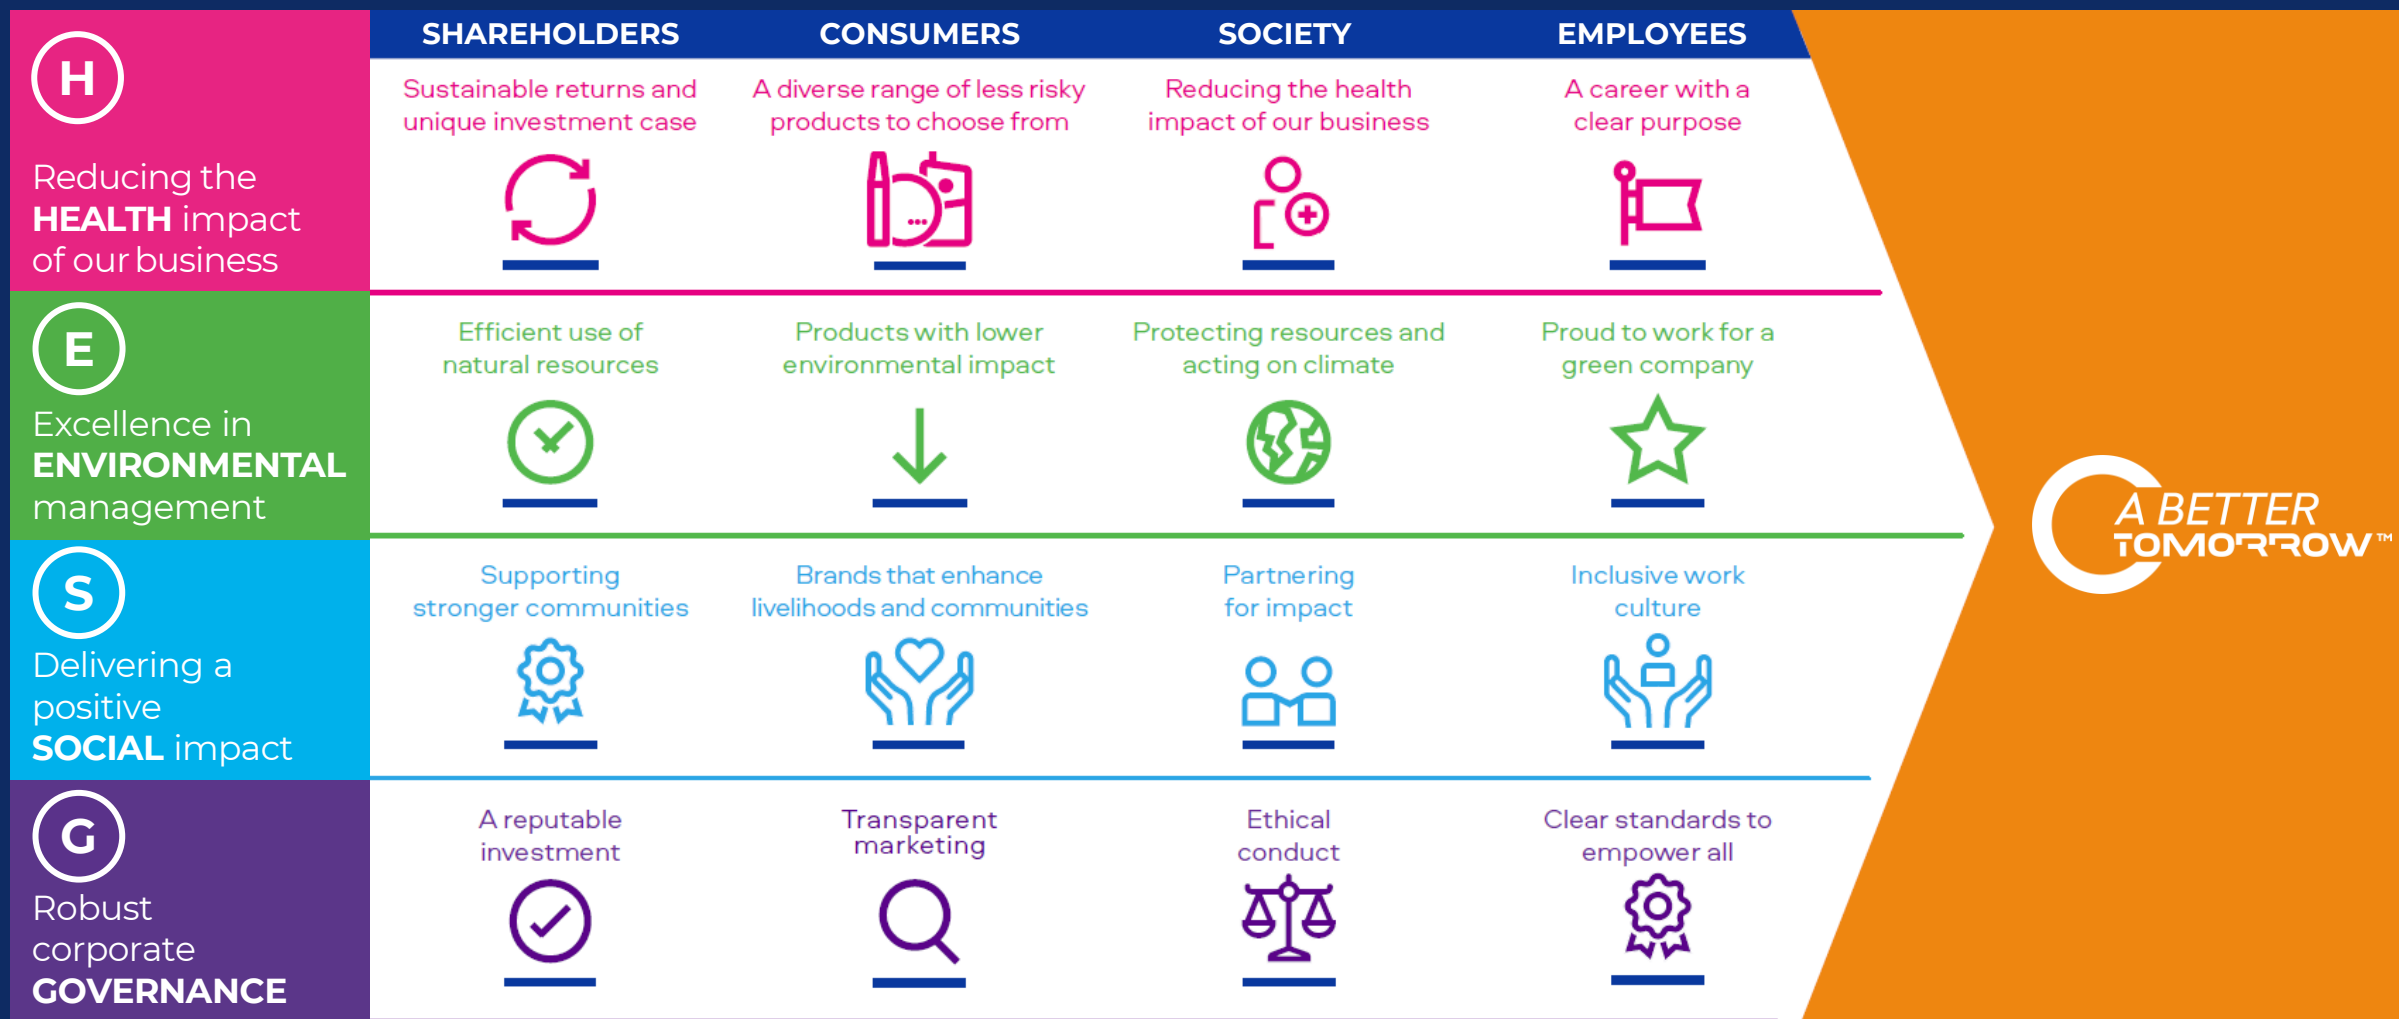 SHAREHOLDERS
CONSUMERS
SOCIETY
EMPLOYEES
H
Reducing the
HEALTH impact
of our business
Sustainable returns and
unique investment case
A diverse range of less risky
products to choose from
Reducing the health
impact of our business
A career with a
clear purpose
E
Excellence in
ENVIRONMENTAL
management
Efficient use of
natural resources
Products with lower
environmental impact
Protecting resources and
acting on climate
Proud to work for a
green company
S
Delivering a
positive
SOCIAL impact
Supporting
stronger communities
Brands that enhance
livelihoods and communities
Partnering
for impact
Inclusive work
culture
G
Robust
corporate
GOVERNANCE
A reputable
investment
Transparent
marketing
Ethical
conduct
Clear standards to
empower all
A BETTER
TOMORROW™